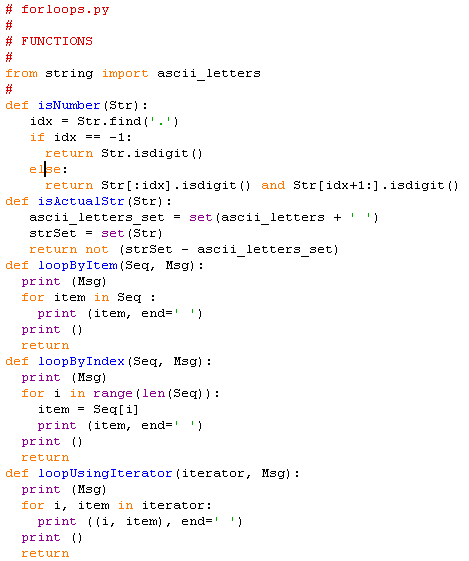 # forloops.py
#
# FUNCTIONS
#
from string import ascii_letters
#
def isNumber(Str):
   idx = Str.find('.')
   if idx == -1:
     return Str.isdigit()
   else:
     return Str[:idx].isdigit() and Str[idx+1:].isdigit()
def isActualStr(Str):
   ascii_letters_set = set(ascii_letters + ' ')
   strSet = set(Str)
   return not (strSet - ascii_letters_set)
def loopByItem(Seq, Msg):
  print (Msg)
  for item in Seq :
    print (item, end=' ')
  print ()
  return
def loopByIndex(Seq, Msg):
  print (Msg)
  for i in range(len(Seq)):
    item = Seq[i]
    print (item, end=' ')
  print ()
  return
def loopUsingIterator(iterator, Msg):
  print (Msg)
  for i, item in iterator:
    print ((i, item), end=' ')
  print ()
  return